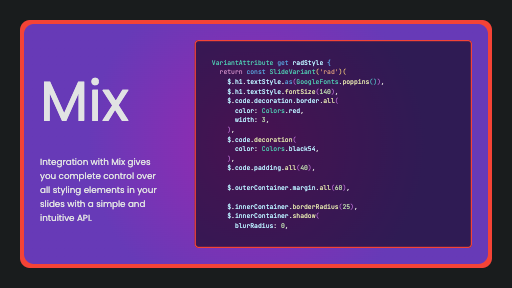 Mix
Integration with Mix gives
you complete control over
all styling elements in your
slides with a simple and
intuitive API.
VariantAttribute get radStyle {
  return const SlideVariant('rad')(
    $.h1.textStyle.as(GoogleFonts.poppins()),
    $.h1.textStyle.fontSize(140),
    $.code.decoration.border.all(
      color: Colors.red,
      width: 3,
    ),
    $.code.decoration(
      color: Colors.black54,
    ),
    $.code.padding.all(40),
    $.outerContainer.margin.all(60),
    $.innerContainer.borderRadius(25),
    $.innerContainer.shadow(
      blurRadius: 0,